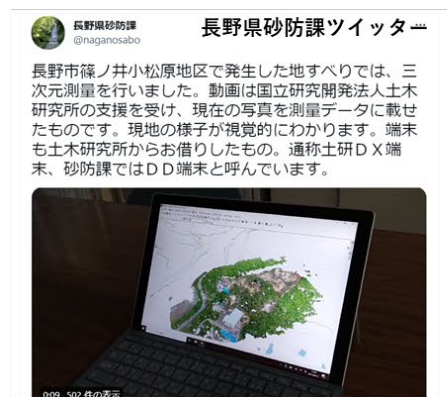 長野県砂防課
@naganosabo
長野県砂防課ツイッター
長野市篠ノ井小松原地区で発生した地すべりでは、三
次元測量を行いました。動画は国立研究開発法人土木
研究所の支援を受け、現在の写真を測量データに載せ
たものです。現地の様子が視覚的にわかります。端末
も土木研究所からお借りしたもの。通称土研ＤＸ端
末、砂防課ではＤＤ端末と呼んでいます。
0:09 502 件の表示